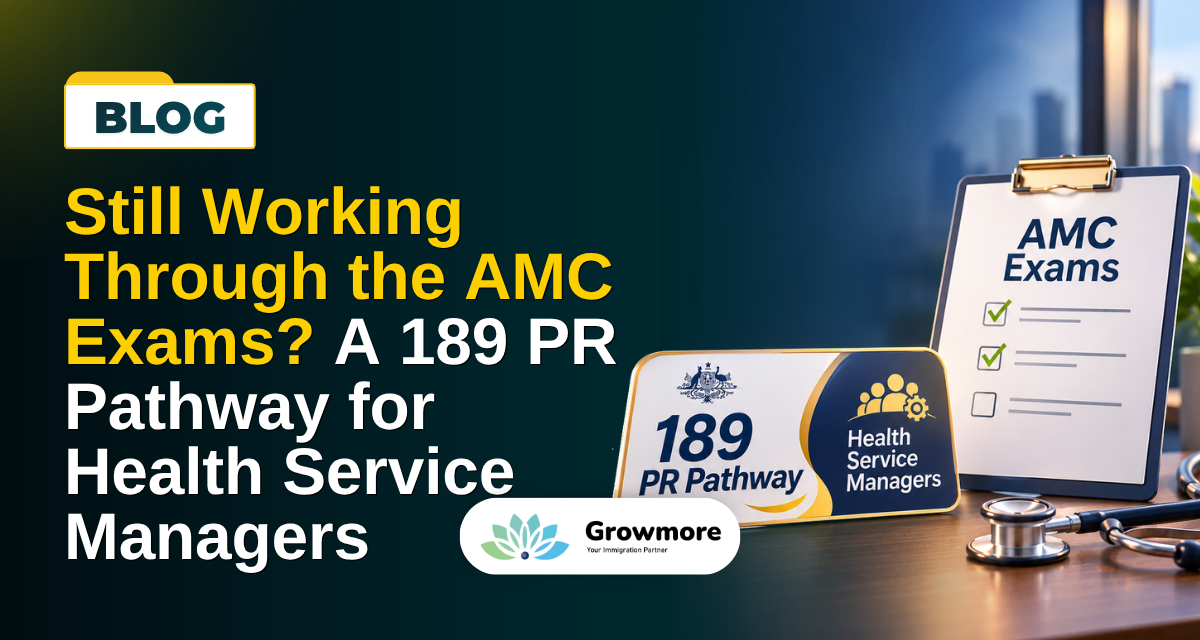 BLOG
Still Working
Through the AMC
Exams? A 189 PR
Pathway for
Health Service
Managers
Growmore
Your Immigration Partner
189
PR Pathway
Health
Service
Managers
AMC
Exams